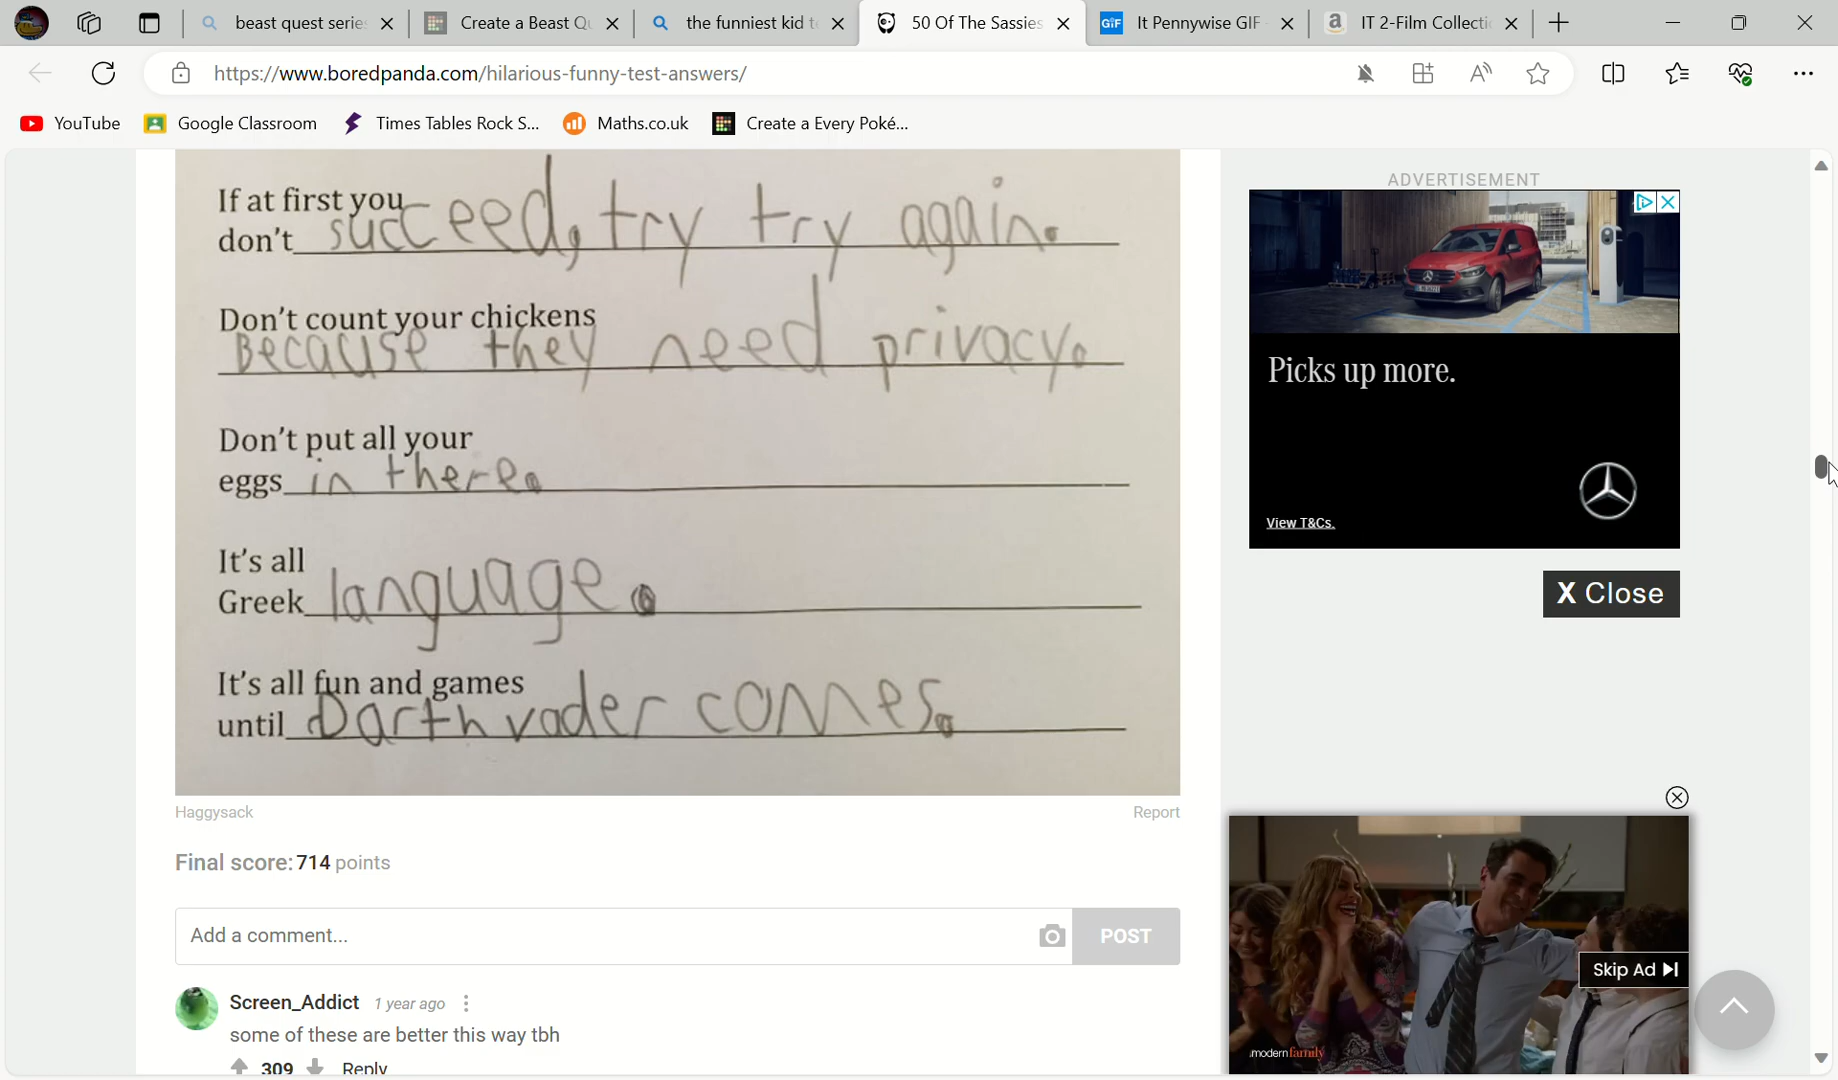 beast quest series
Create a Beast Qu
the funniest kid t
50 Of The Sassies
GIF
It Pennywise GIF
a
IT 2-Film Collecti
https://www.boredpanda.com/hilarious-funny-test-answers/
YouTube
Google Classroom
Times Tables Rock S...
Maths.co.uk
Create a Every Poké...
If at first you
don't succeed, try try again.
Don't count your chickens
Because they need privacy.
Don't put all your
eggs in there.
It's all
Greek language.
It's all fun and games
until Darth vader comes.
Haggysack
Report
Final score: 714 points
Add a comment...
POST
Screen_Addict 1 year ago
some of these are better this way tbh
309 Reply
ADVERTISEMENT
Picks up more.
View T&Cs.
X Close
Skip Ad
modern family